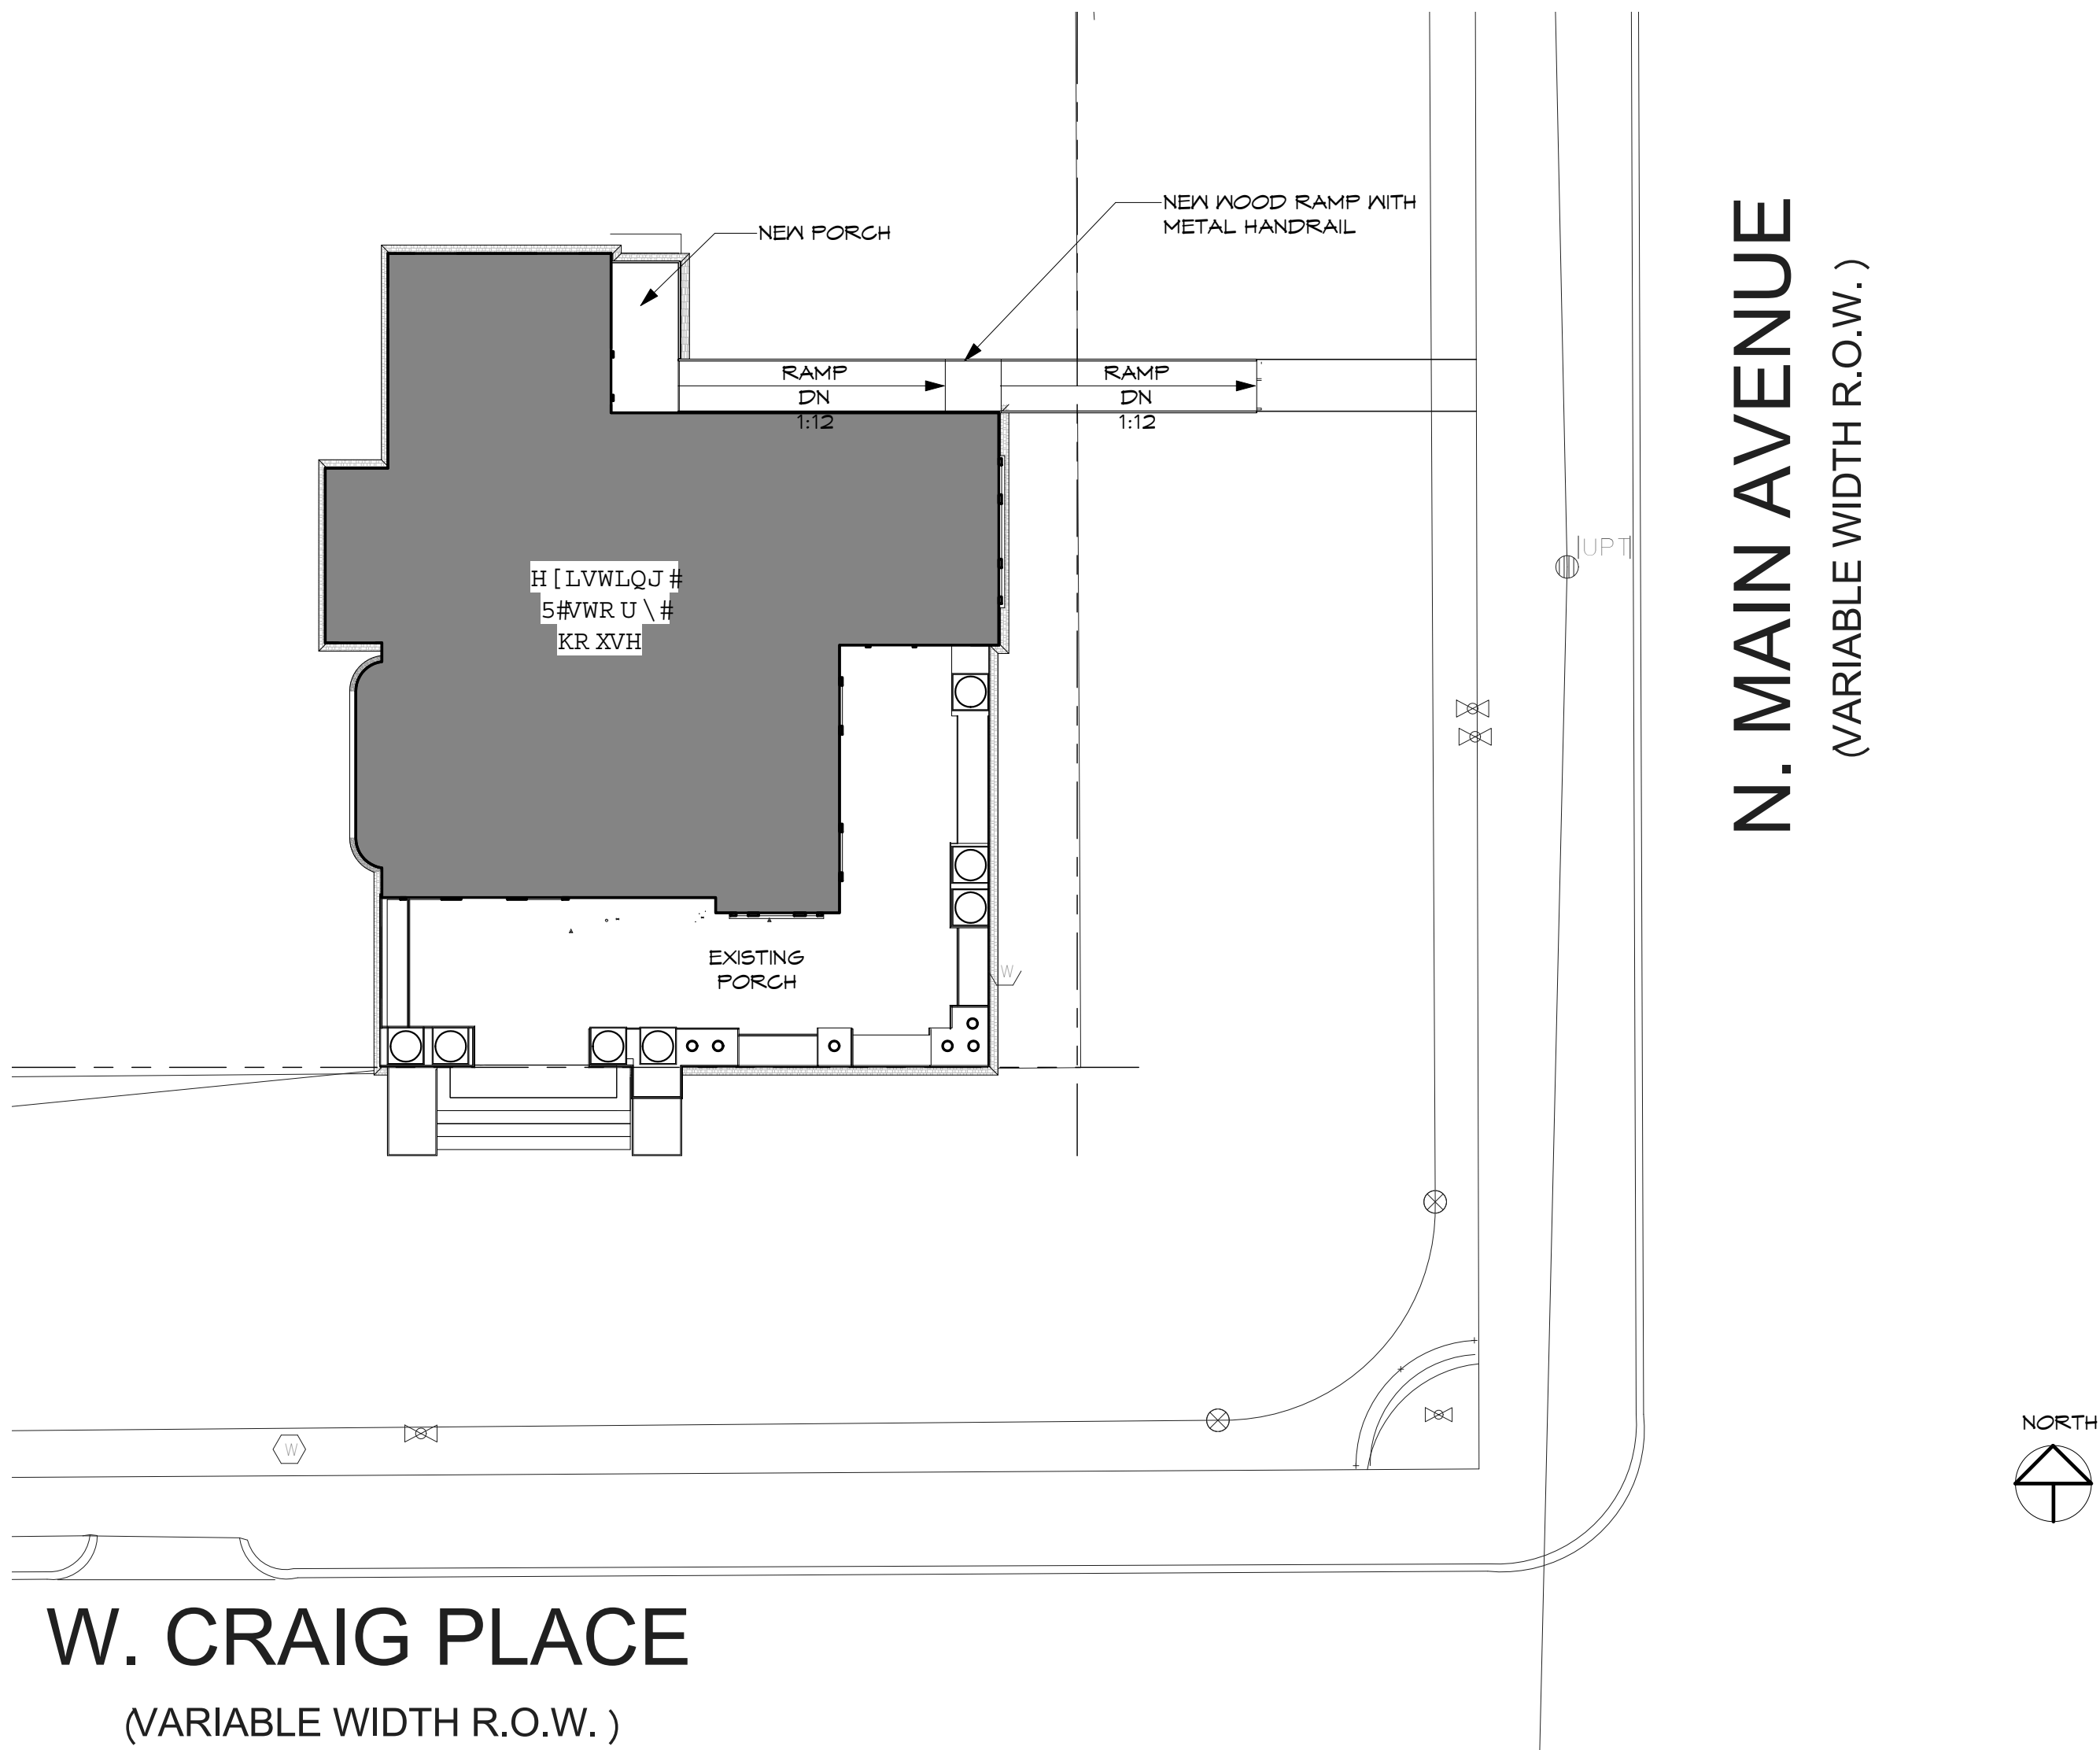 NEW PORCH
NEW WOOD RAMP WITH
METAL HANDRAIL
RAMP
DN
1:12
RAMP
DN
1:12
H[LVWLQJ#
5#VWRU\#
KRXVH
EXISTING
PORCH
W
UPT
N. MAIN AVENUE
(VARIABLE WIDTH R.O.W. )
W
NORTH
W. CRAIG PLACE
(VARIABLE WIDTH R.O.W. )